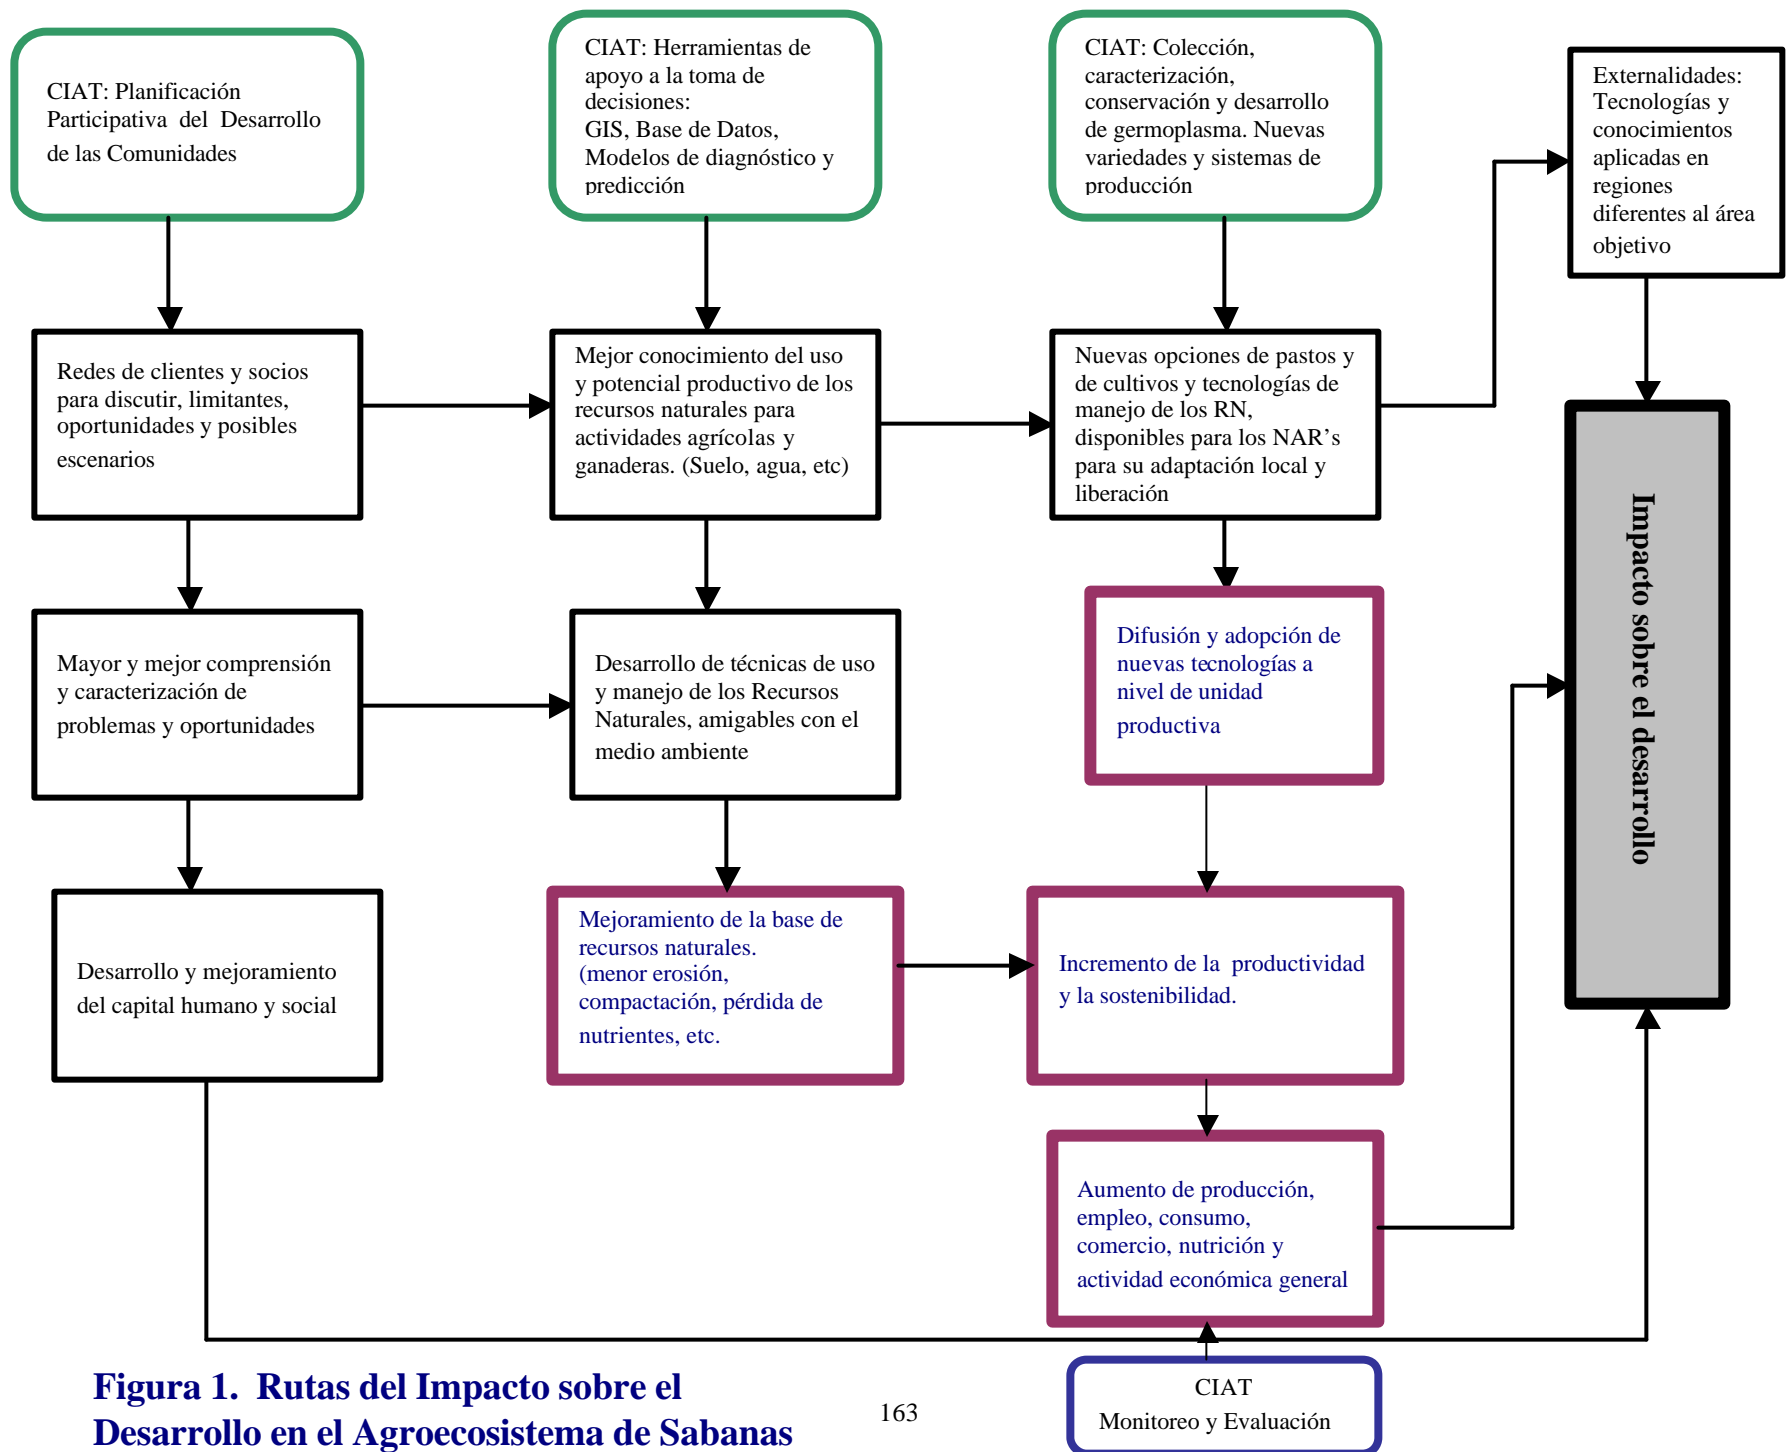 CIAT: Planificación
Participativa del Desarrollo
de las Comunidades
CIAT: Herramientas de
apoyo a la toma de
decisiones:
GIS, Base de Datos,
Modelos de diagnóstico y
predicción
CIAT: Colección,
caracterización,
conservación y desarrollo
de germoplasma. Nuevas
variedades y sistemas de
producción
Externalidades:
Tecnologías y
conocimientos
aplicadas en
regiones
diferentes al área
objetivo
Redes de clientes y socios
para discutir, limitantes,
oportunidades y posibles
escenarios
Mejor conocimiento del uso
y potencial productivo de los
recursos naturales para
actividades agrícolas y
ganaderas. (Suelo, agua, etc)
Nuevas opciones de pastos y
de cultivos y tecnologías de
manejo de los RN,
disponibles para los NAR’s
para su adaptación local y
liberación
Impacto sobre el desarrollo
Mayor y mejor comprensión
y caracterización de
problemas y oportunidades
Desarrollo de técnicas de uso
y manejo de los Recursos
Naturales, amigables con el
medio ambiente
Difusión y adopción de
nuevas tecnologías a
nivel de unidad
productiva
Desarrollo y mejoramiento
del capital humano y social
Mejoramiento de la base de
recursos naturales.
(menor erosión,
compactación, pérdida de
nutrientes, etc.
Incremento de la productividad
y la sostenibilidad.
Aumento de producción,
empleo, consumo,
comercio, nutrición y
actividad económica general
CIAT
Monitoreo y Evaluación
Figura 1. Rutas del Impacto sobre el
Desarrollo en el Agroecosistema de Sabanas
163